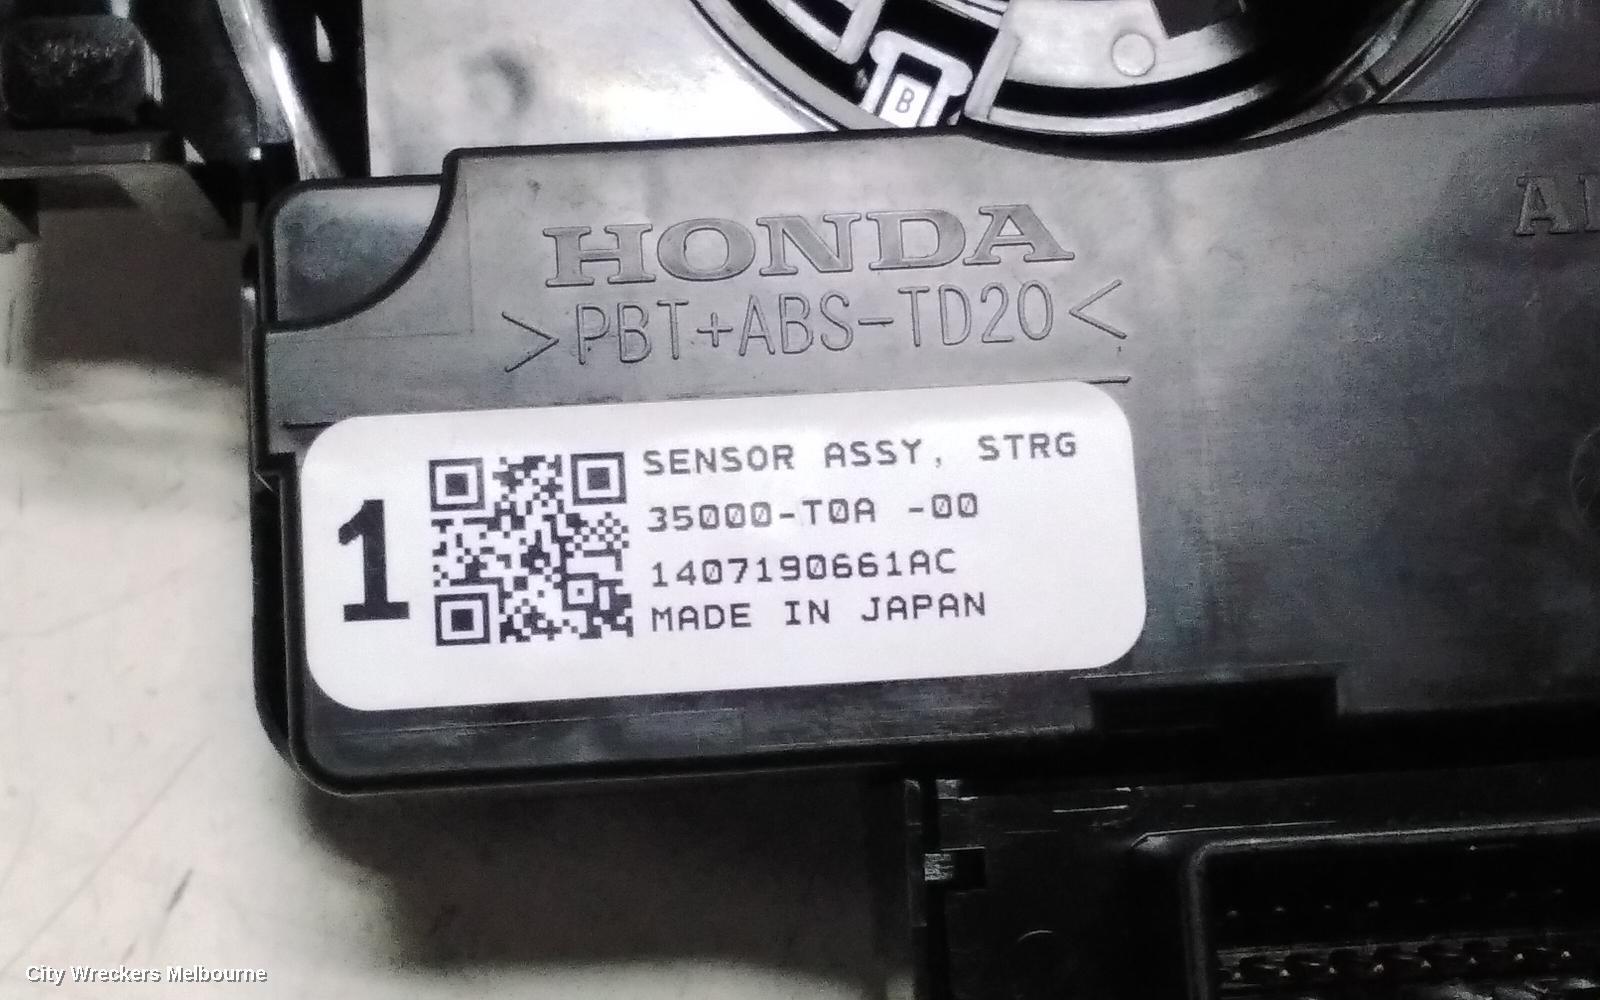 B
HONDA
>PBT+ABS-TD20<
1
SENSOR ASSY, STRG
35000-T0A -00
1407190661AC
MADE IN JAPAN
City Wreckers Melbourne